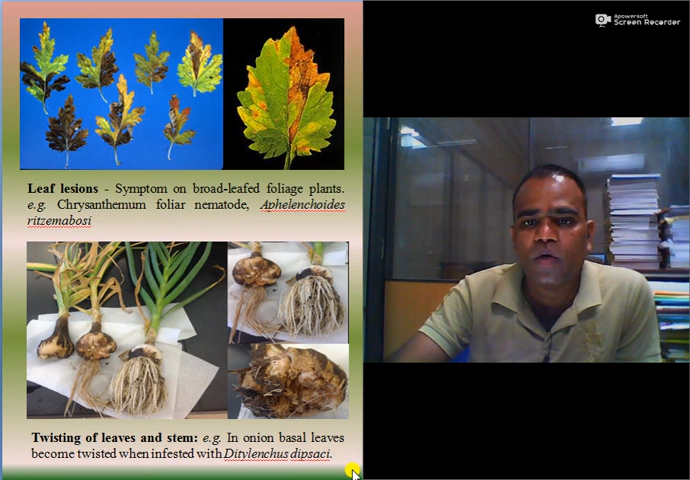 Apowersoft
Screen Recorder
Leaf lesions - Symptom on broad-leafed foliage plants.
e.g. Chrysanthemum foliar nematode, Aphelenchoides
ritzemabosi
Twisting of leaves and stem: e.g. In onion basal leaves
become twisted when infested with Ditylenchus dipsaci.